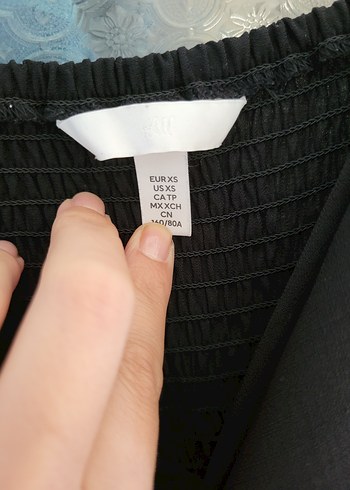 EUR XS
US XS
CA TP
MX XCH
CN
160/80A